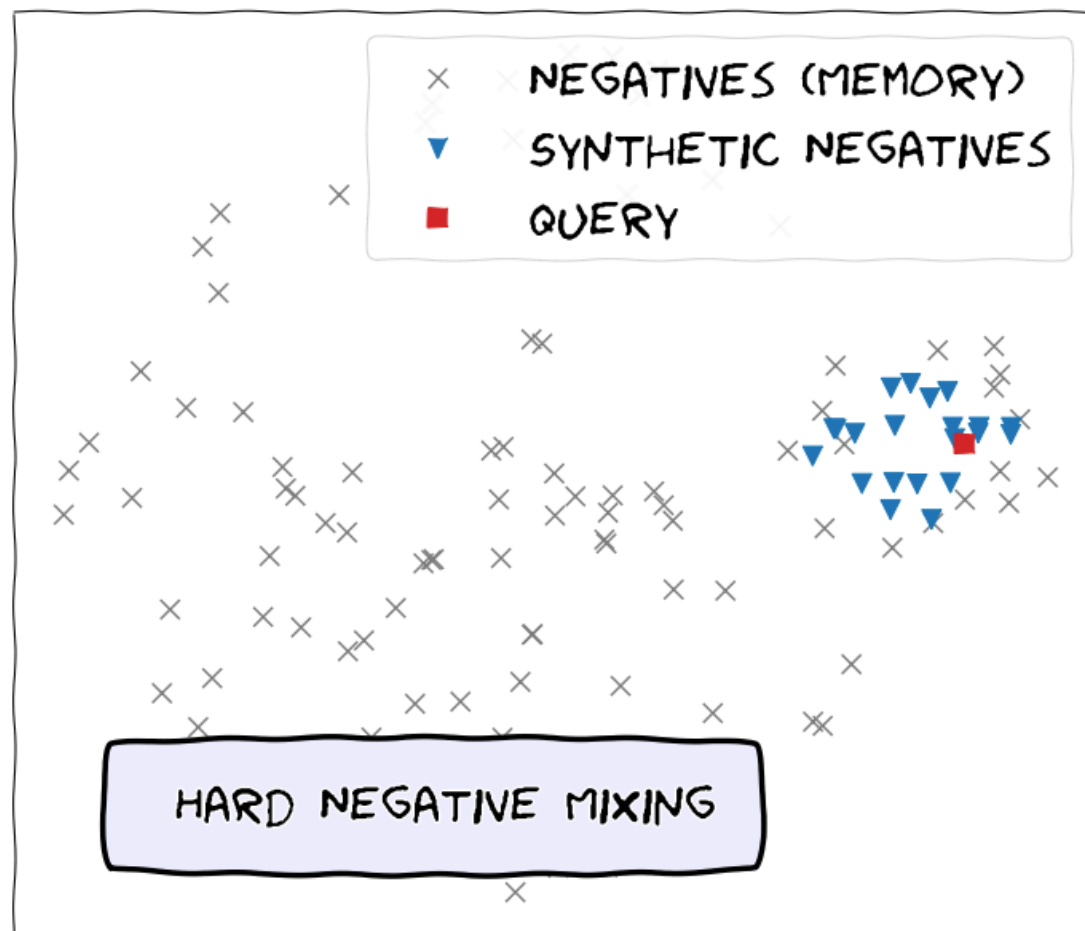 NEGATIVES (MEMORY)
SYNTHETIC NEGATIVES
QUERY
HARD NEGATIVE MIXING